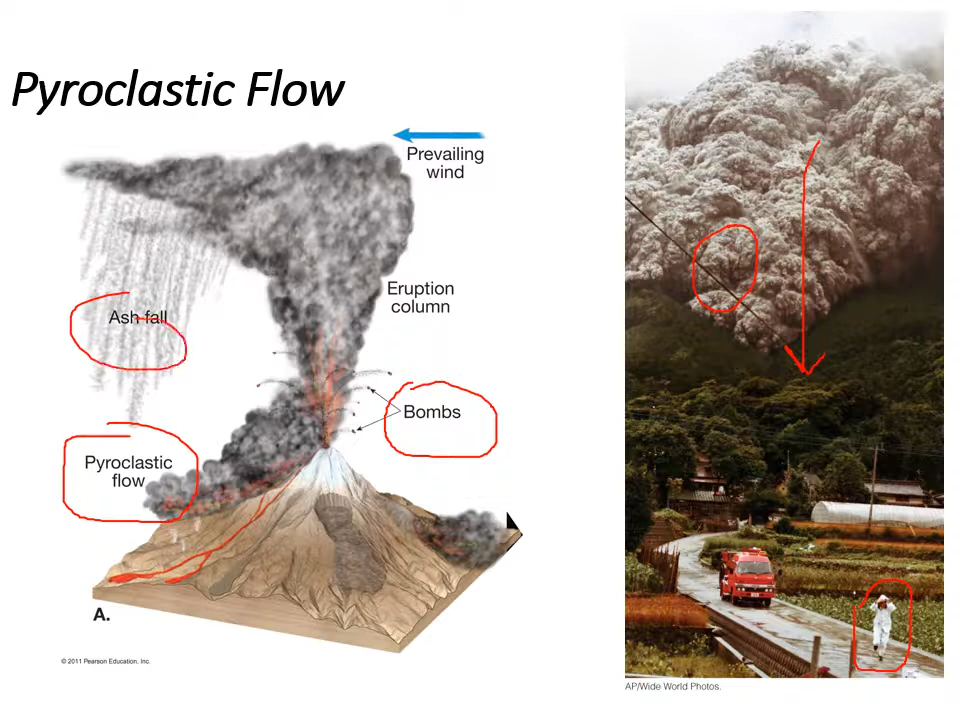 Pyroclastic Flow
Prevailing
wind
Eruption
column
Ash fall
Bombs
Pyroclastic
flow
A.
© 2011 Pearson Education, Inc.
AP/Wide World Photos.